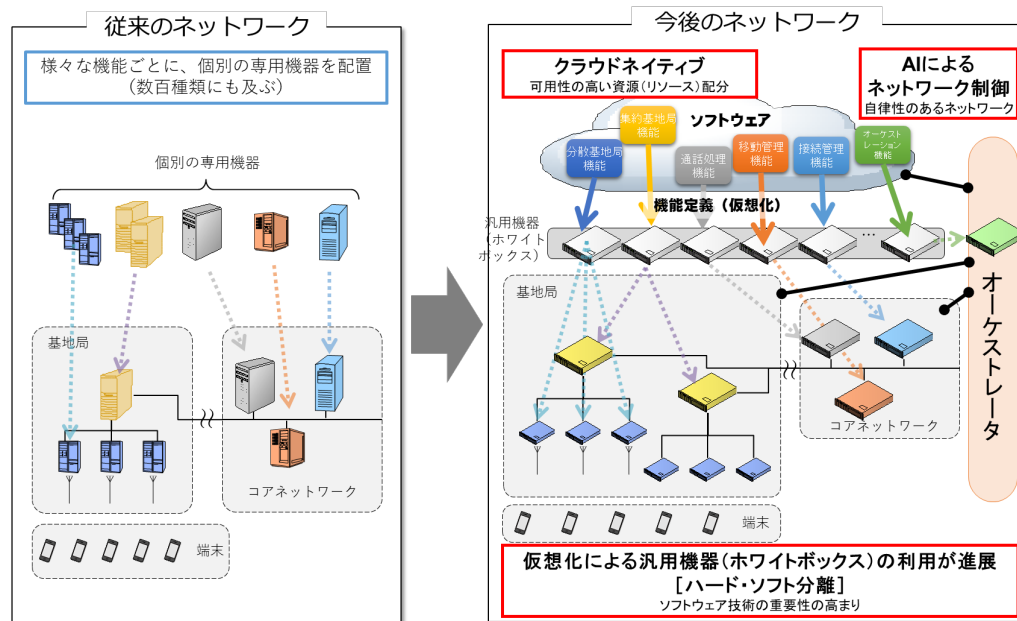 従来のネットワーク
様々な機能ごとに、個別の専用機器を配置
（数百種類にも及ぶ）
個別の専用機器
基地局
コアネットワーク
端末
今後のネットワーク
クラウドネイティブ
可用性の高い資源（リソース）配分
AIによる
ネットワーク制御
自律性のあるネットワーク
ソフトウェア
分散基地局
機能
集約基地局
機能
通話処理
機能
移動管理
機能
接続管理
機能
オーケスト
レーション
機能
機能定義（仮想化）
汎用機器
（ホワイト
ボックス）
…
基地局
コアネットワーク
端末
オーケストレータ
仮想化による汎用機器（ホワイトボックス）の利用が進展
［ハード・ソフト分離］
ソフトウェア技術の重要性の高まり